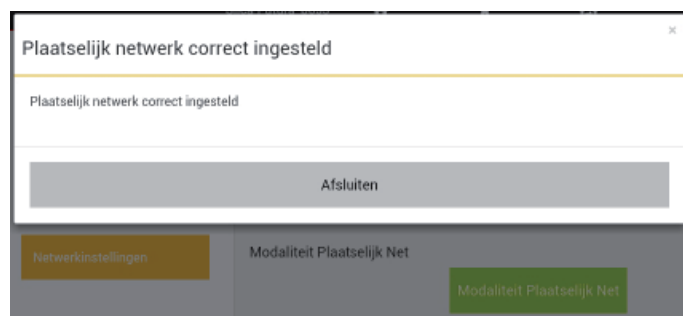 Plaatselijk netwerk correct ingesteld
×
Plaatselijk netwerk correct ingesteld
Afsluiten
Netwerkinstellingen
Modaliteit Plaatselijk Net
Modaliteit Plaatselijk Net